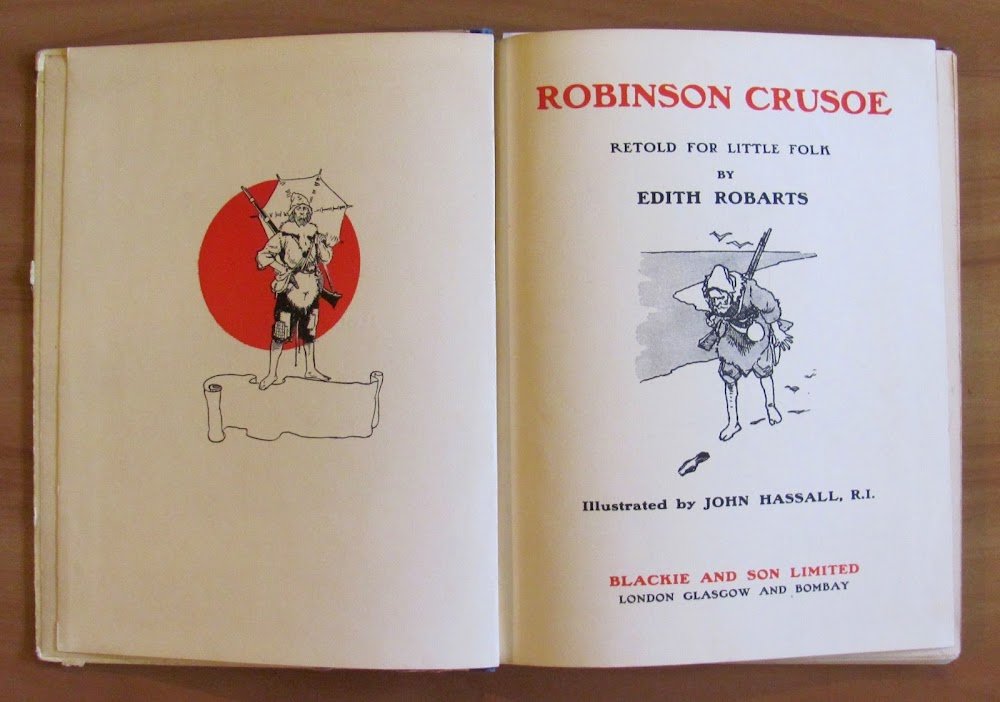 ROBINSON CRUSOE
RETOLD FOR LITTLE FOLK
BY
EDITH ROBARTS
Illustrated by JOHN HASSALL, R.I.
BLACKIE AND SON LIMITED
LONDON GLASGOW AND BOMBAY